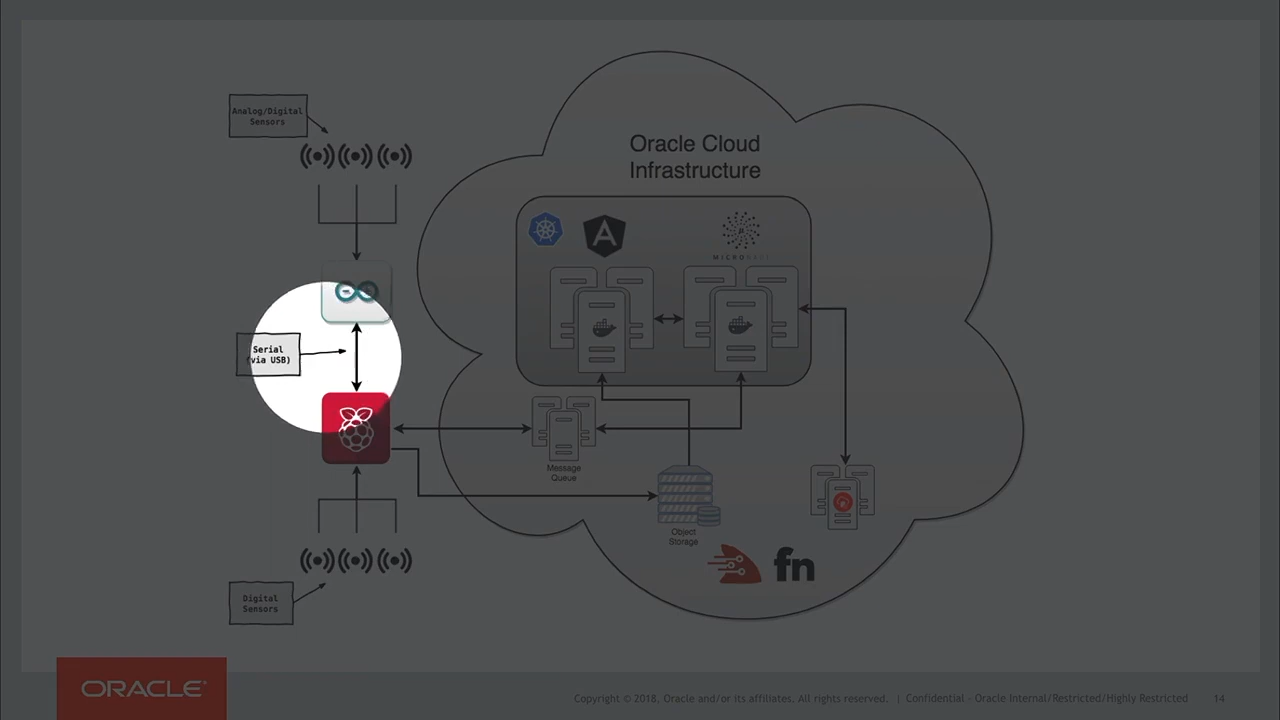 Analog/Digital
Sensors
Oracle Cloud
Infrastructure
MICRONAUT
Serial
(via USB)
Message
Queue
Object
Storage
fn
Digital
Sensors
ORACLE®
Copyright © 2018, Oracle and/or its affiliates. All rights reserved. | Confidential – Oracle Internal/Restricted/Highly Restricted 14